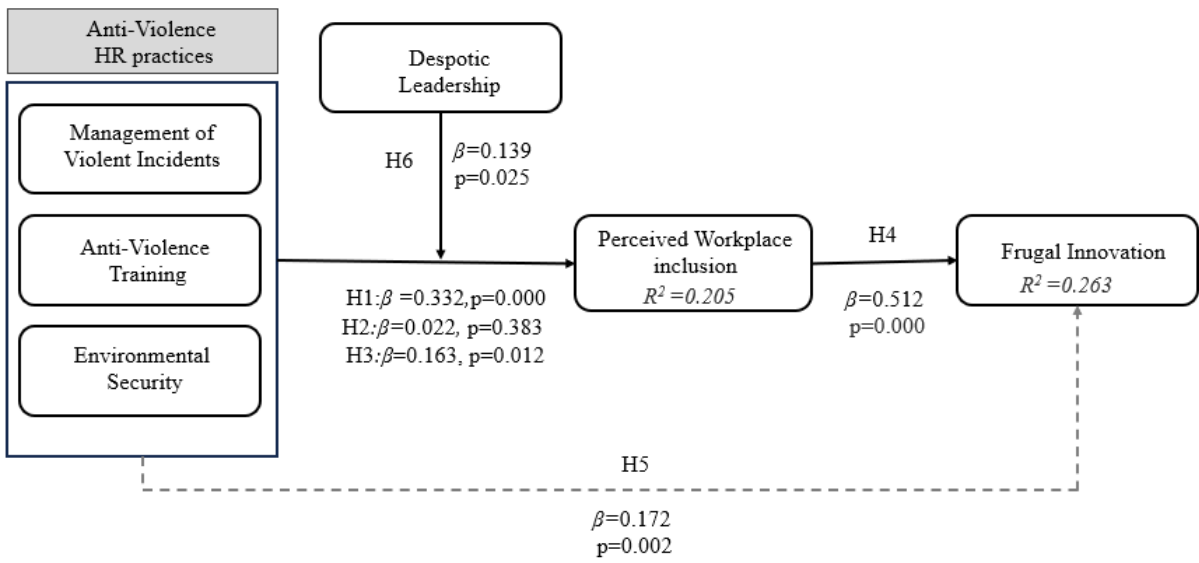 Anti-Violence
HR practices
Management of
Violent Incidents
Anti-Violence
Training
Environmental
Security
Despotic
Leadership
H6
β=0.139
p=0.025
H1:β =0.332,p=0.000
H2:β=0.022, p=0.383
H3:β=0.163, p=0.012
Perceived Workplace
inclusion
R² =0.205
H4
β=0.512
p=0.000
Frugal Innovation
R² =0.263
H5
β=0.172
p=0.002